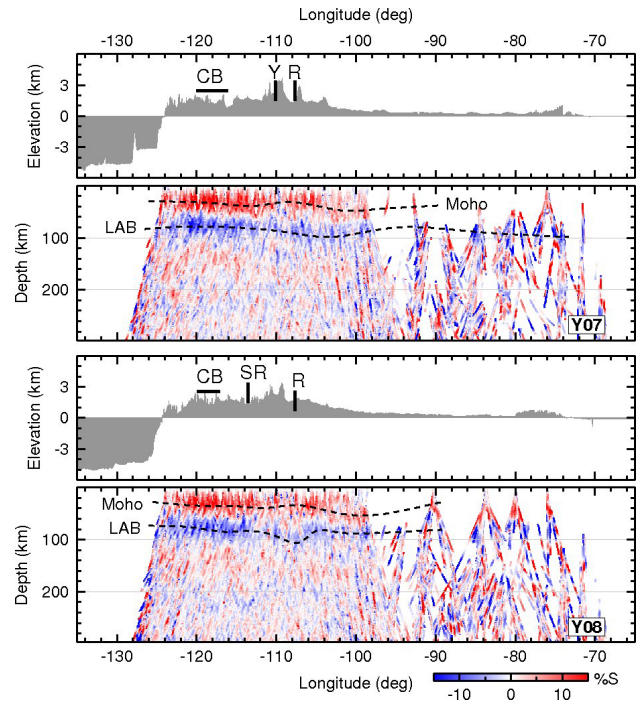 Longitude (deg)
-130 -120 -110 -100 -90 -80 -70
Elevation (km)
3
0
-3
CB Y R
Depth (km)
100
200
Moho
LAB
Y07
Elevation (km)
3
0
-3
CB SR R
Depth (km)
100
200
Moho
LAB
Y08
-130 -120 -110 -100 -90 -80 -70
Longitude (deg)
-10 0 10
%S